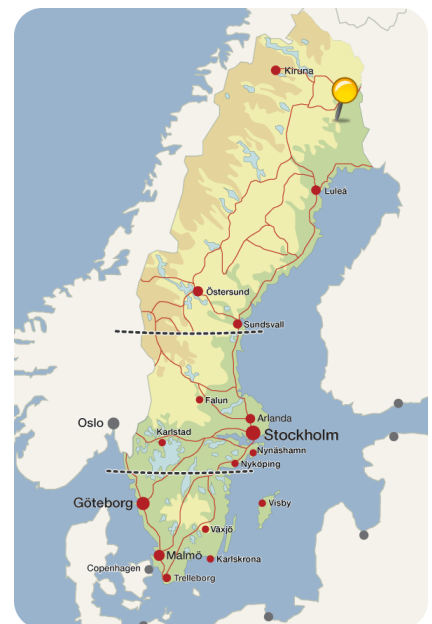 Kiruna
Luleå
Östersund
Sundsvall
Falun
Arlanda
Oslo
Karlstad
Stockholm
Nynäshamn
Nyköping
Göteborg
Visby
Växjö
Malmö
Karlskrona
Copenhagen
Trelleborg